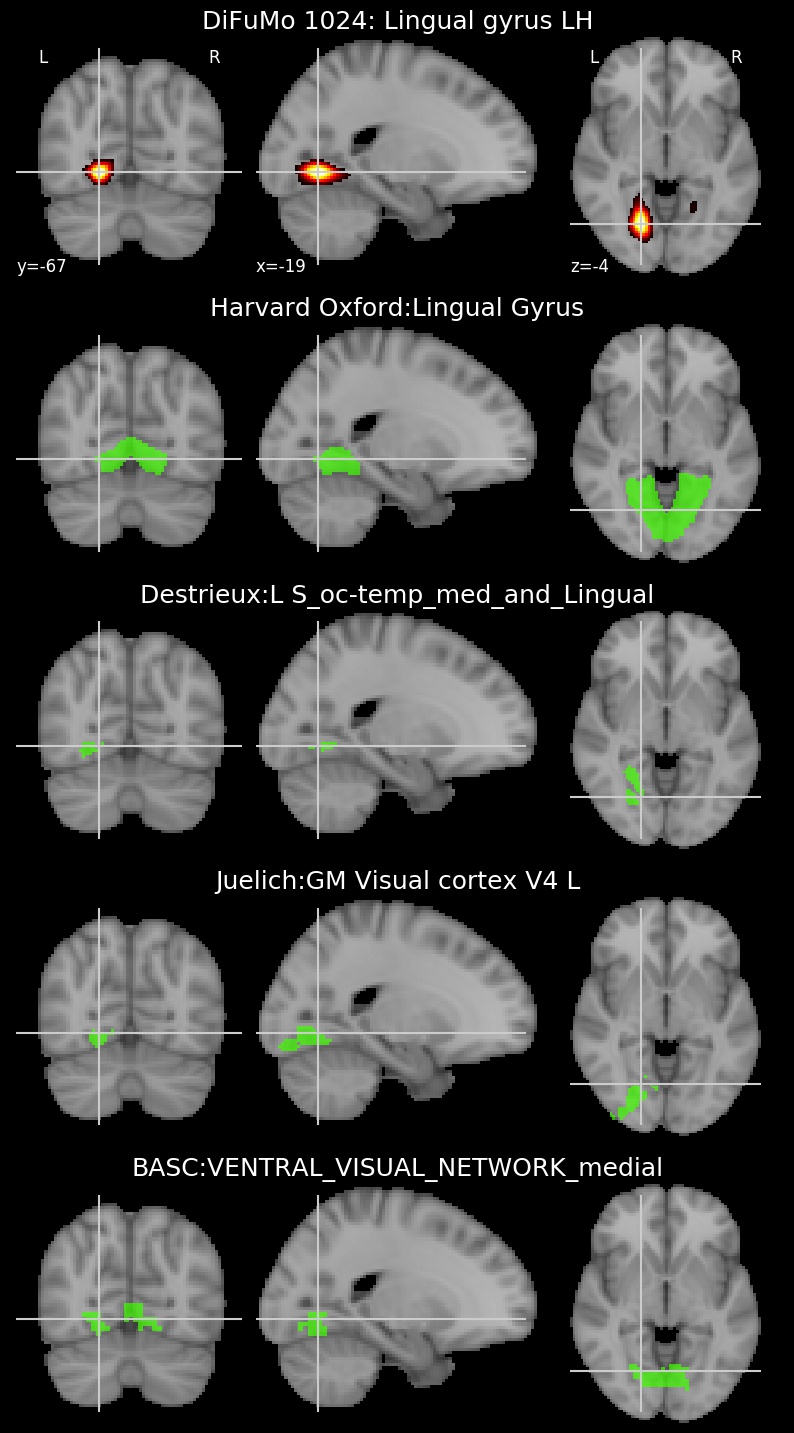 DiFuMo 1024: Lingual gyrus LH
L R L R
y=-67 x=-19 z=-4
Harvard Oxford:Lingual Gyrus
Destrieux:L S_oc-temp_med_and_Lingual
Juelich:GM Visual cortex V4 L
BASC:VENTRAL_VISUAL_NETWORK_medial